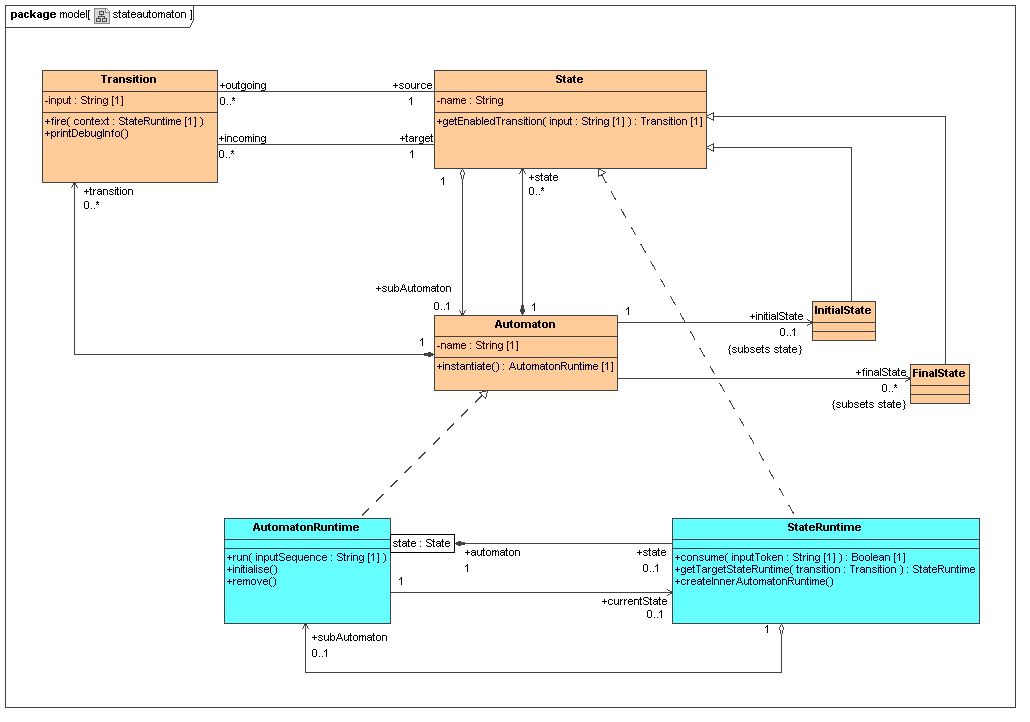 package model[ stateautomaton ]
Transition
-input : String [1]
+fire( context : StateRuntime [1] )
+printDebugInfo()
+outgoing
0..*
+source
1
+incoming
0..*
+target
1
State
-name : String
+getEnabledTransition( input : String [1] ) : Transition [1]
+transition
0..*
1
+state
0..*
+subAutomaton
0..1
1
1
Automaton
-name : String [1]
+instantiate() : AutomatonRuntime [1]
1
+initialState
0..1
{subsets state}
InitialState
+finalState
0..*
{subsets state}
FinalState
AutomatonRuntime
+run( inputSequence : String [1] )
+initialise()
+remove()
state : State
+automaton
1
+state
0..1
1
+currentState
0..1
StateRuntime
+consume( inputToken : String [1] ) : Boolean [1]
+getTargetStateRuntime( transition : Transition ) : StateRuntime
+createInnerAutomatonRuntime()
+subAutomaton
0..1
1